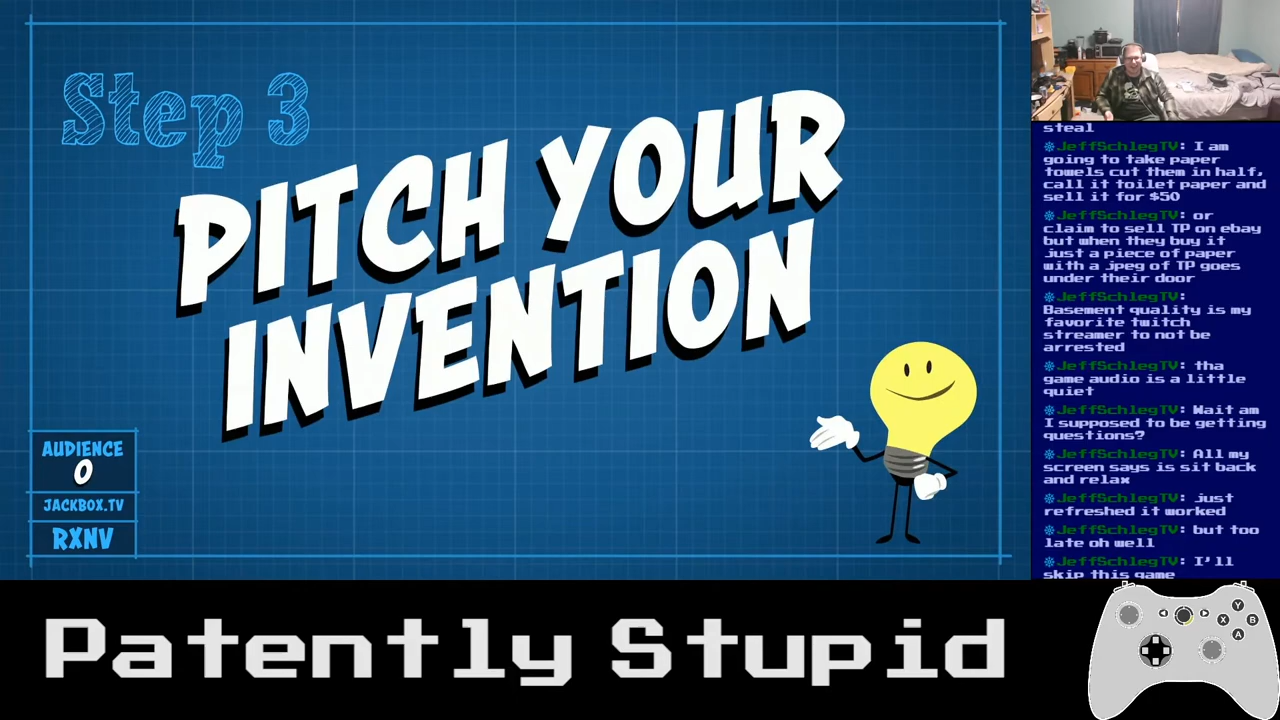 Step 3
PITCH YOUR
INVENTION
AUDIENCE
0
JACKBOX.TV
RXNV
steal
JeffSchlegTV: I am
going to take paper
towels cut them in half,
call it toilet paper and
sell it for $50
JeffSchlegTV: or
claim to sell TP on ebay
but when they buy it
just a piece of paper
with a jpeg of TP goes
under their door
JeffSchlegTV:
Basement quality is my
favorite twitch
streamer to not be
arrested
JeffSchlegTV: tha
game audio is a little
quiet
JeffSchlegTV: Wait am
I supposed to be getting
questions?
JeffSchlegTV: All my
screen says is sit back
and relax
JeffSchlegTV: just
refreshed it worked
JeffSchlegTV: but too
late oh well
JeffSchlegTV: I'll
skip this game
Patently Stupid
Y
X
B
A